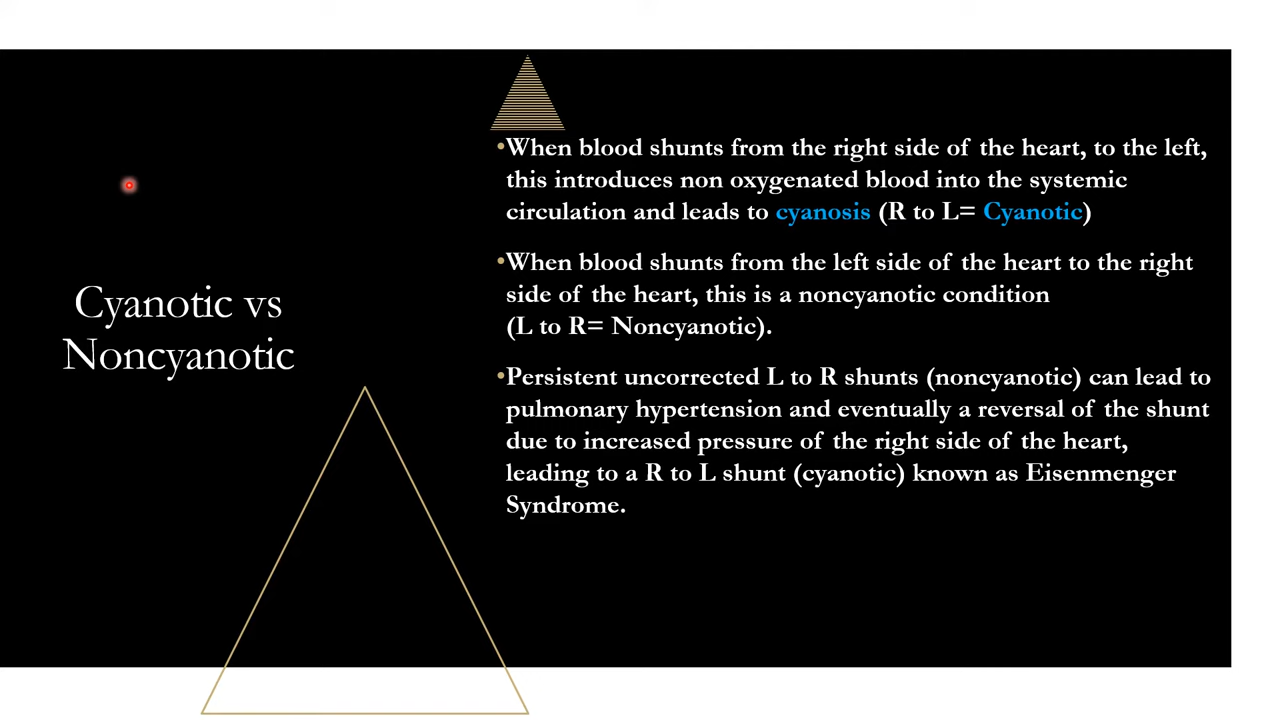 Cyanotic vs
Noncyanotic
•When blood shunts from the right side of the heart, to the left,
this introduces non oxygenated blood into the systemic
circulation and leads to cyanosis (R to L= Cyanotic)
•When blood shunts from the left side of the heart to the right
side of the heart, this is a noncyanotic condition
(L to R= Noncyanotic).
•Persistent uncorrected L to R shunts (noncyanotic) can lead to
pulmonary hypertension and eventually a reversal of the shunt
due to increased pressure of the right side of the heart,
leading to a R to L shunt (cyanotic) known as Eisenmenger
Syndrome.